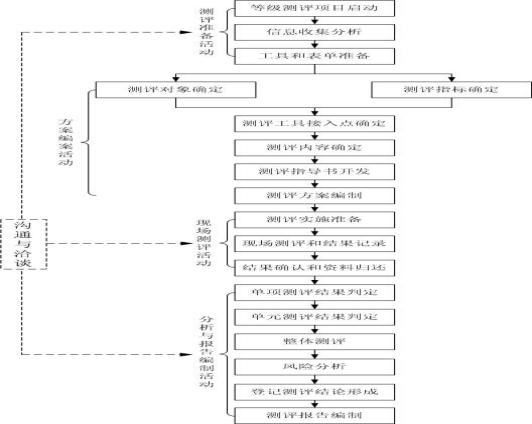 测评准备活动
等级测评项目启动
信息收集分析
工具和表单准备
方案编案活动
测评对象确定
测评指标确定
测评工具接入点确定
测评内容确定
测评指导书开发
测评方案编制
沟通与洽谈
现场测评活动
测评实施准备
现场测评和结果记录
结果确认和资料归还
分析与报告编制活动
单项测评结果判定
单元测评结果判定
整体测评
风险分析
登记测评结论形成
测评报告编制